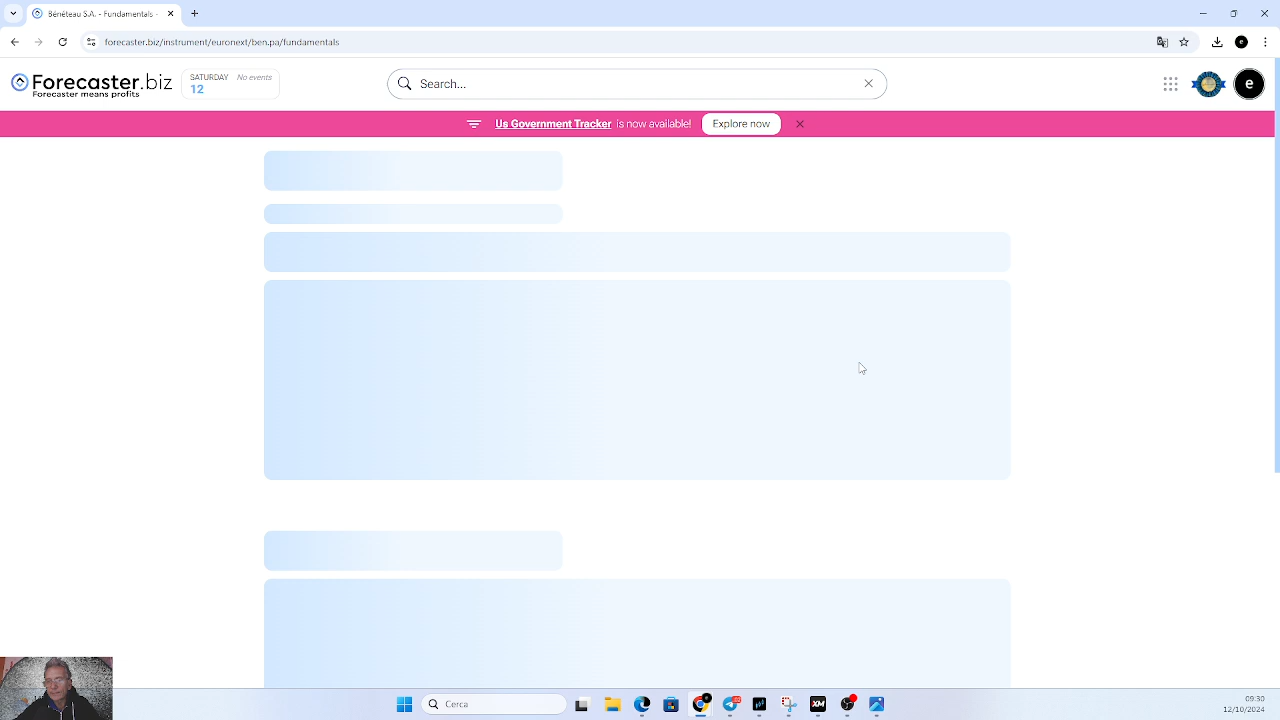 Bénéteau S.A. - Fundamentals -
forecaster.biz/instrument/euronext/ben.pa/fundamentals
e
Forecaster.biz
Forecaster means profits
SATURDAY No events
12
Search...
e
Us Government Tracker is now available! Explore now
Cerca
XM
09:30
12/10/2024